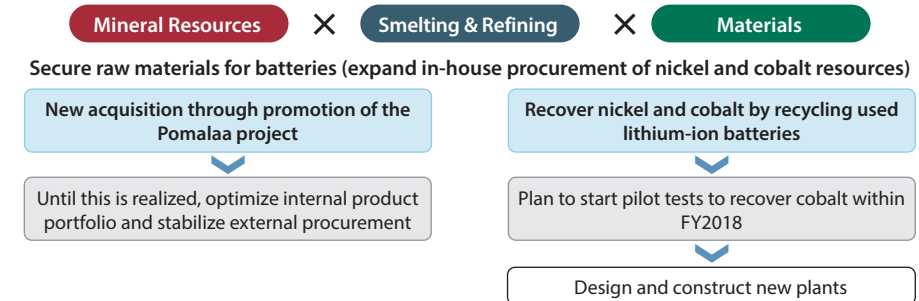 Mineral Resources × Smelting & Refining × Materials
Secure raw materials for batteries (expand in-house procurement of nickel and cobalt resources)
New acquisition through promotion of the
Pomalaa project
Until this is realized, optimize internal product
portfolio and stabilize external procurement
Recover nickel and cobalt by recycling used
lithium-ion batteries
Plan to start pilot tests to recover cobalt within
FY2018
Design and construct new plants